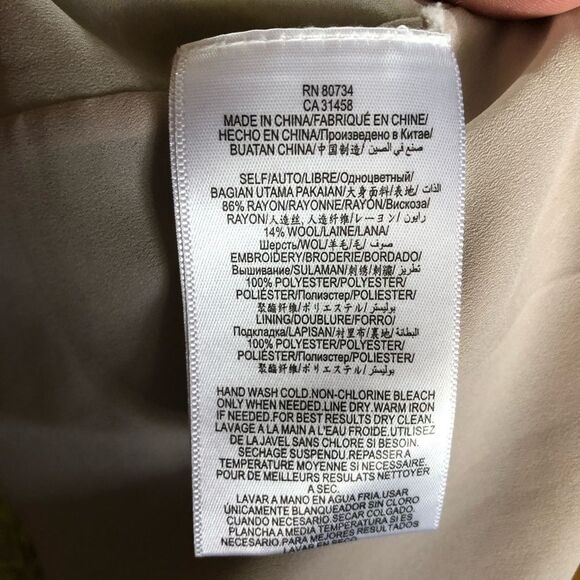 RN 80734
CA 31458
MADE IN CHINA/FABRIQUÉ EN CHINE/
HECHO EN CHINA/Произведено в Китае/
BUATAN CHINA/中国制造/ صنع في الصين
SELF/AUTO/LIBRE/Одноцветный/
BAGIAN UTAMA PAKAIAN/大身面料/表地/ الذات
86% RAYON/RAYONNE/RAYON/Вискоза/
RAYON/人造丝, 人造纤维/レーヨン/ رايون
14% WOOL/LAINE/LANA/
Шерсть/WOL/羊毛/毛/ صوف
EMBROIDERY/BRODERIE/BORDADO/
Вышивание/SULAMAN/刺绣/刺繍/ تطريز
100% POLYESTER/POLYESTER/
POLIÉSTER/Полиэстер/POLIESTER/
聚酯纤维/ポリエステル/ بوليستر
LINING/DOUBLURE/FORRO/
Подкладка/LAPISAN/衬里布/裏地/ البطانة
100% POLYESTER/POLYESTER/
POLIÉSTER/Полиэстер/POLIESTER/
聚酯纤维/ポリエステル/ بوليستر
HAND WASH COLD.NON-CHLORINE BLEACH
ONLY WHEN NEEDED.LINE DRY.WARM IRON
IF NEEDED.FOR BEST RESULTS DRY CLEAN.
LAVAGE A LA MAIN A L'EAU FROIDE.UTILISEZ
DE LA JAVEL SANS CHLORE SI BESOIN.
SECHAGE SUSPENDU.REPASSER A
TEMPERATURE MOYENNE SI NECESSAIRE.
POUR DE MEILLEURS RESULATS NETTOYER
A SEC.
LAVAR A MANO EN AGUA FRIA.USAR
ÚNICAMENTE BLANQUEADOR SIN CLORO
CUANDO NECESSARIO.SECAR COLGADO.
PLANCHA A MEDIA TEMPERATURA SI ES
NECESSARIO.PARA MEJORES RESULTADOS
LAVAR EN SECO.